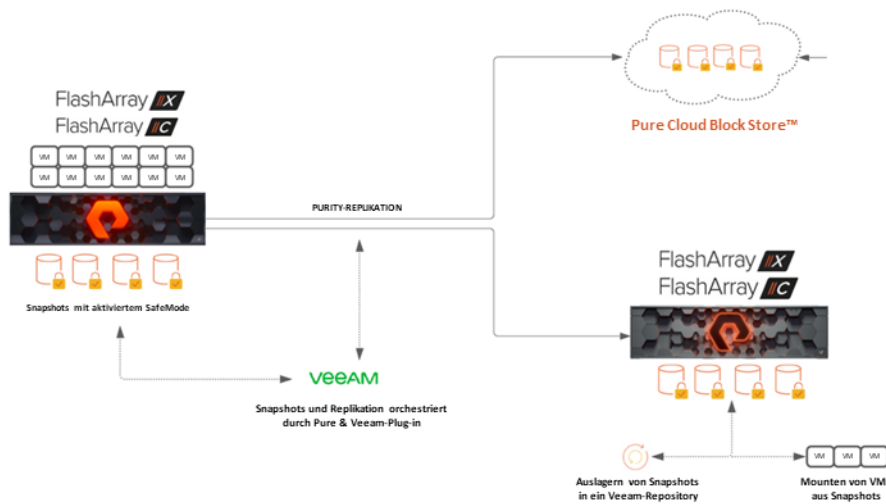 Pure Cloud Block Store™
FlashArray //X
FlashArray //C
VM VM VM VM VM VM
VM VM VM VM VM VM
PURITY-REPLIKATION
Snapshots mit aktiviertem SafeMode
FlashArray //X
FlashArray //C
VEEAM
Snapshots und Replikation orchestriert
durch Pure & Veeam-Plug-in
VM VM VM
Auslagern von Snapshots
in ein Veeam-Repository
Mounten von VM
aus Snapshots